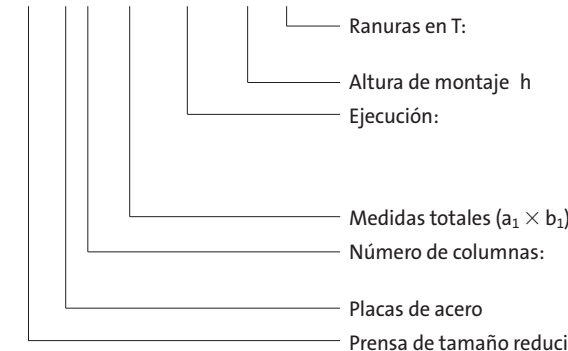 Ranuras en T:
Altura de montaje h
Ejecución:
Medidas totales (a₁ × b₁)
Número de columnas:
Placas de acero
Prensa de tamaño reduci